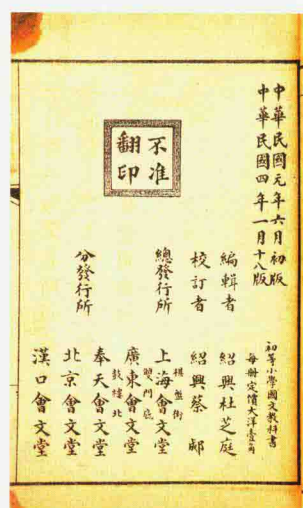 中華民國元年六月初版
中華民國四年一月十八版
初等小學國文教科書
每冊定價大洋壹角
不准
翻印
編輯者 紹興杜芝庭
校訂者 紹興蔡郕
總發行所 棋盤街 上海會文堂
分發行所 雙門底 廣東會文堂
鼓樓北 奉天會文堂
北京會文堂
漢口會文堂